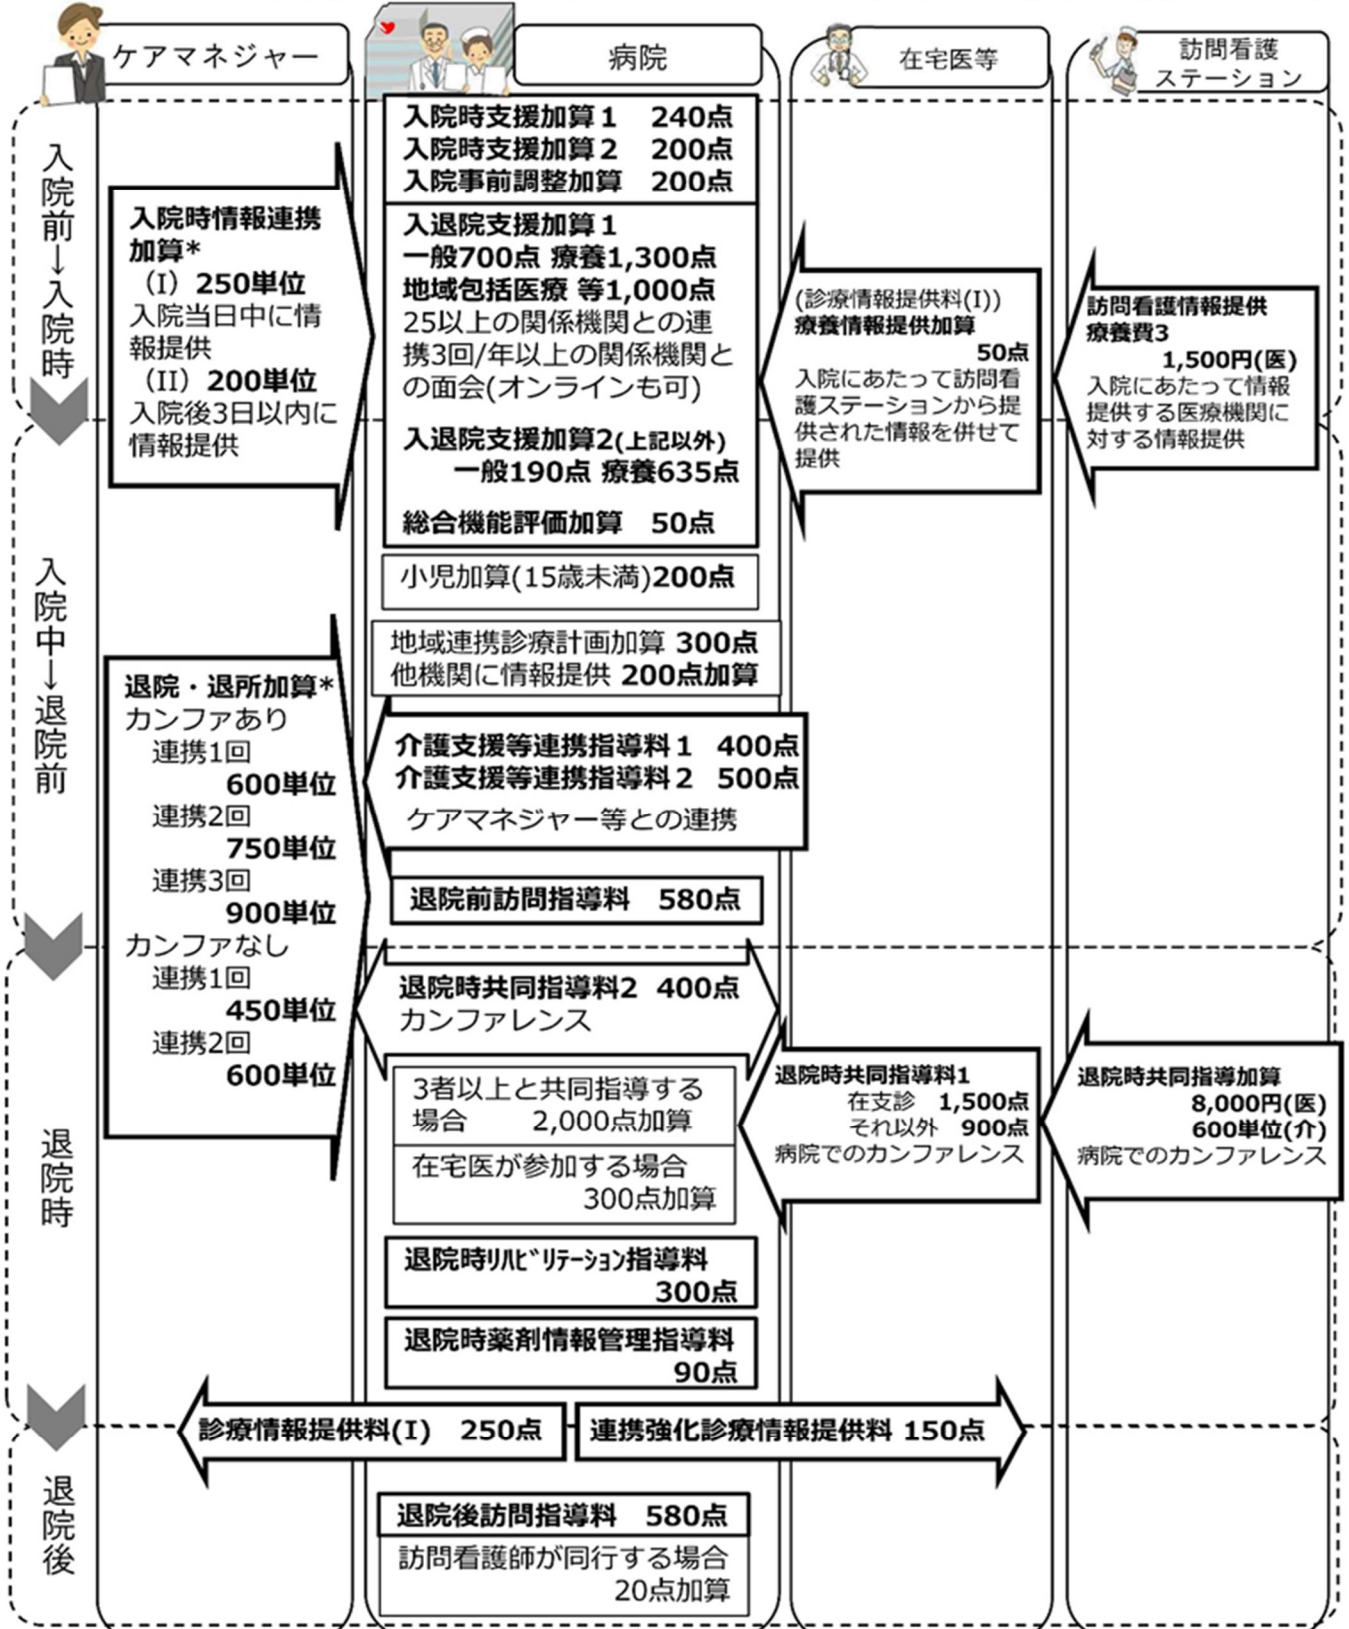 ケアマネジャー
病院
在宅医等
訪問看護
ステーション
入院前→入院時
入院時情報連携
加算*
（I）250単位
入院当日中に情
報提供
（II）200単位
入院後3日以内に
情報提供
入院時支援加算１　240点
入院時支援加算２　200点
入院事前調整加算　200点
入退院支援加算１
一般700点 療養1,300点
地域包括医療 等1,000点
25以上の関係機関との連
携3回/年以上の関係機関と
の面会(オンラインも可)
入退院支援加算2(上記以外)
一般190点 療養635点
総合機能評価加算　50点
(診療情報提供料(I))
療養情報提供加算
50点
入院にあたって訪問看
護ステーションから提
供された情報を併せて
提供
訪問看護情報提供
療養費3
1,500円(医)
入院にあたって情報
提供する医療機関に
対する情報提供
入院中→退院前
小児加算(15歳未満)200点
地域連携診療計画加算 300点
他機関に情報提供 200点加算
退院・退所加算*
カンファあり
連携1回
600単位
連携2回
750単位
連携3回
900単位
カンファなし
連携1回
450単位
連携2回
600単位
介護支援等連携指導料１ 400点
介護支援等連携指導料２ 500点
ケアマネジャー等との連携
退院前訪問指導料　580点
退院時
退院時共同指導料2 400点
カンファレンス
3者以上と共同指導する
場合　2,000点加算
在宅医が参加する場合
300点加算
退院時共同指導料1
在支診 1,500点
それ以外 900点
病院でのカンファレンス
退院時共同指導加算
8,000円(医)
600単位(介)
病院でのカンファレンス
退院時ﾘﾊﾋﾞﾘﾃｰｼｮﾝ指導料
300点
退院時薬剤情報管理指導料
90点
診療情報提供料(I)　250点
連携強化診療情報提供料 150点
退院後
退院後訪問指導料　580点
訪問看護師が同行する場合
20点加算